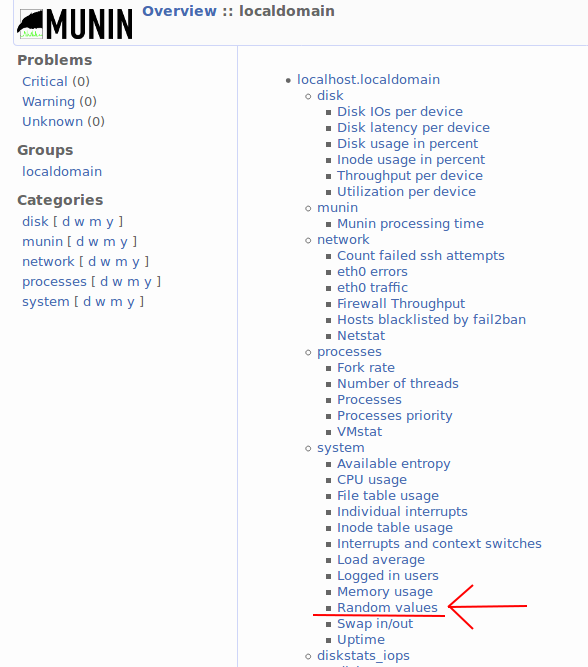 MUNIN
Overview :: localdomain
Problems
Critical (0)
Warning (0)
Unknown (0)
Groups
localdomain
Categories
disk [ d w m y ]
munin [ d w m y ]
network [ d w m y ]
processes [ d w m y ]
system [ d w m y ]
localhost.localdomain
disk
Disk IOs per device
Disk latency per device
Disk usage in percent
Inode usage in percent
Throughput per device
Utilization per device
munin
Munin processing time
network
Count failed ssh attempts
eth0 errors
eth0 traffic
Firewall Throughput
Hosts blacklisted by fail2ban
Netstat
processes
Fork rate
Number of threads
Processes
Processes priority
VMstat
system
Available entropy
CPU usage
File table usage
Individual interrupts
Inode table usage
Interrupts and context switches
Load average
Logged in users
Memory usage
Random values
Swap in/out
Uptime
diskstats_iops